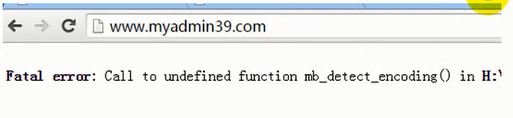 www.myadmin39.com
Fatal error: Call to undefined function mb_detect_encoding() in H:\